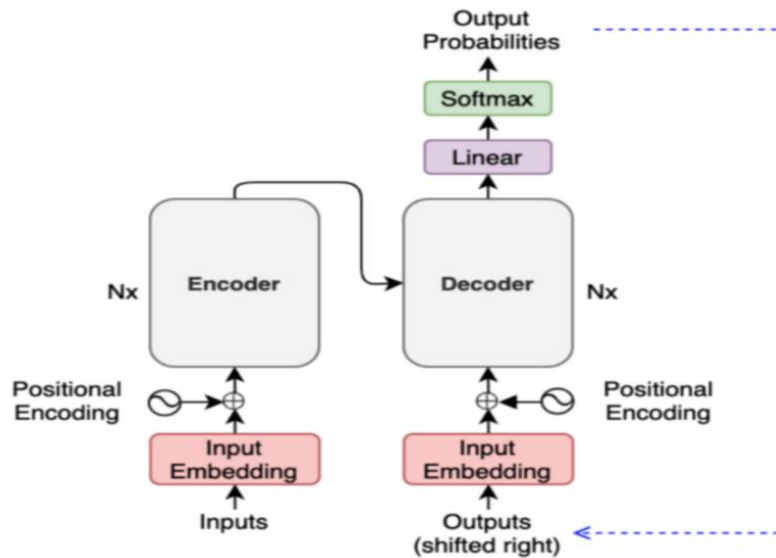 Output
Probabilities
Softmax
Linear
Encoder
Decoder
Nx
Nx
Positional
Encoding
Positional
Encoding
Input
Embedding
Input
Embedding
Inputs
Outputs
(shifted right)